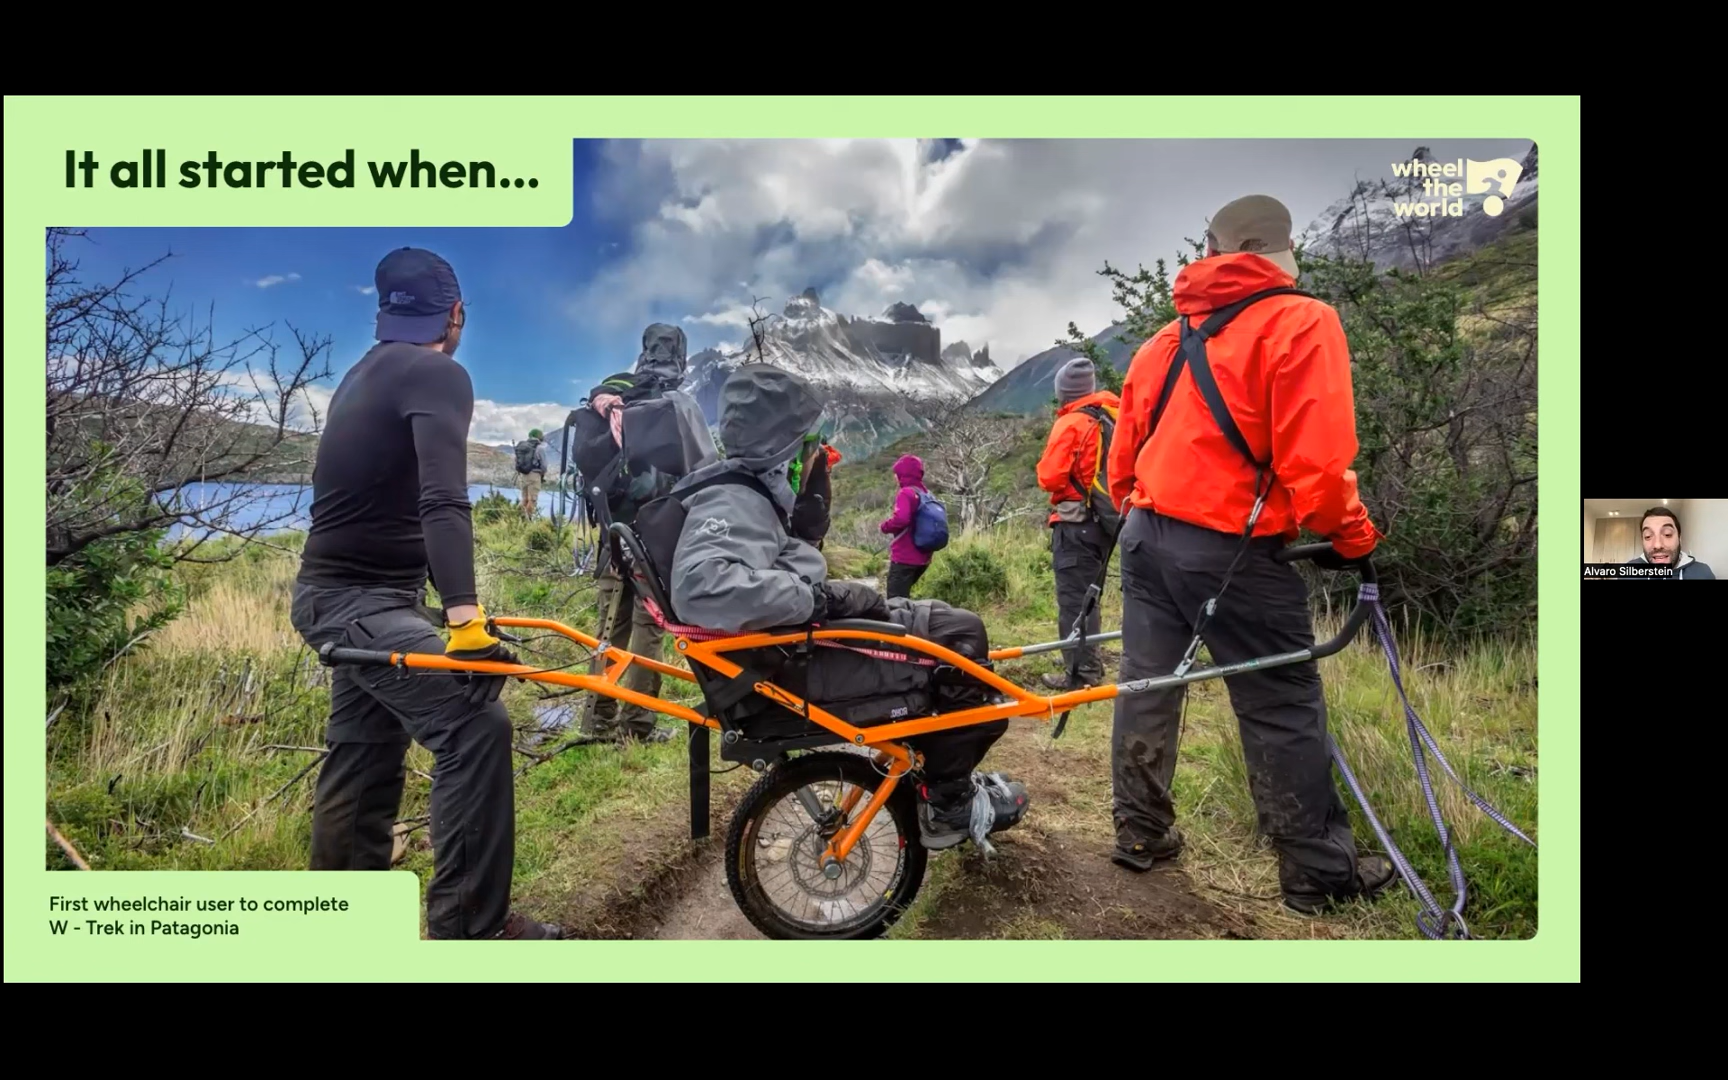 It all started when...
wheel
the
world
First wheelchair user to complete
W - Trek in Patagonia
Alvaro Silberstein